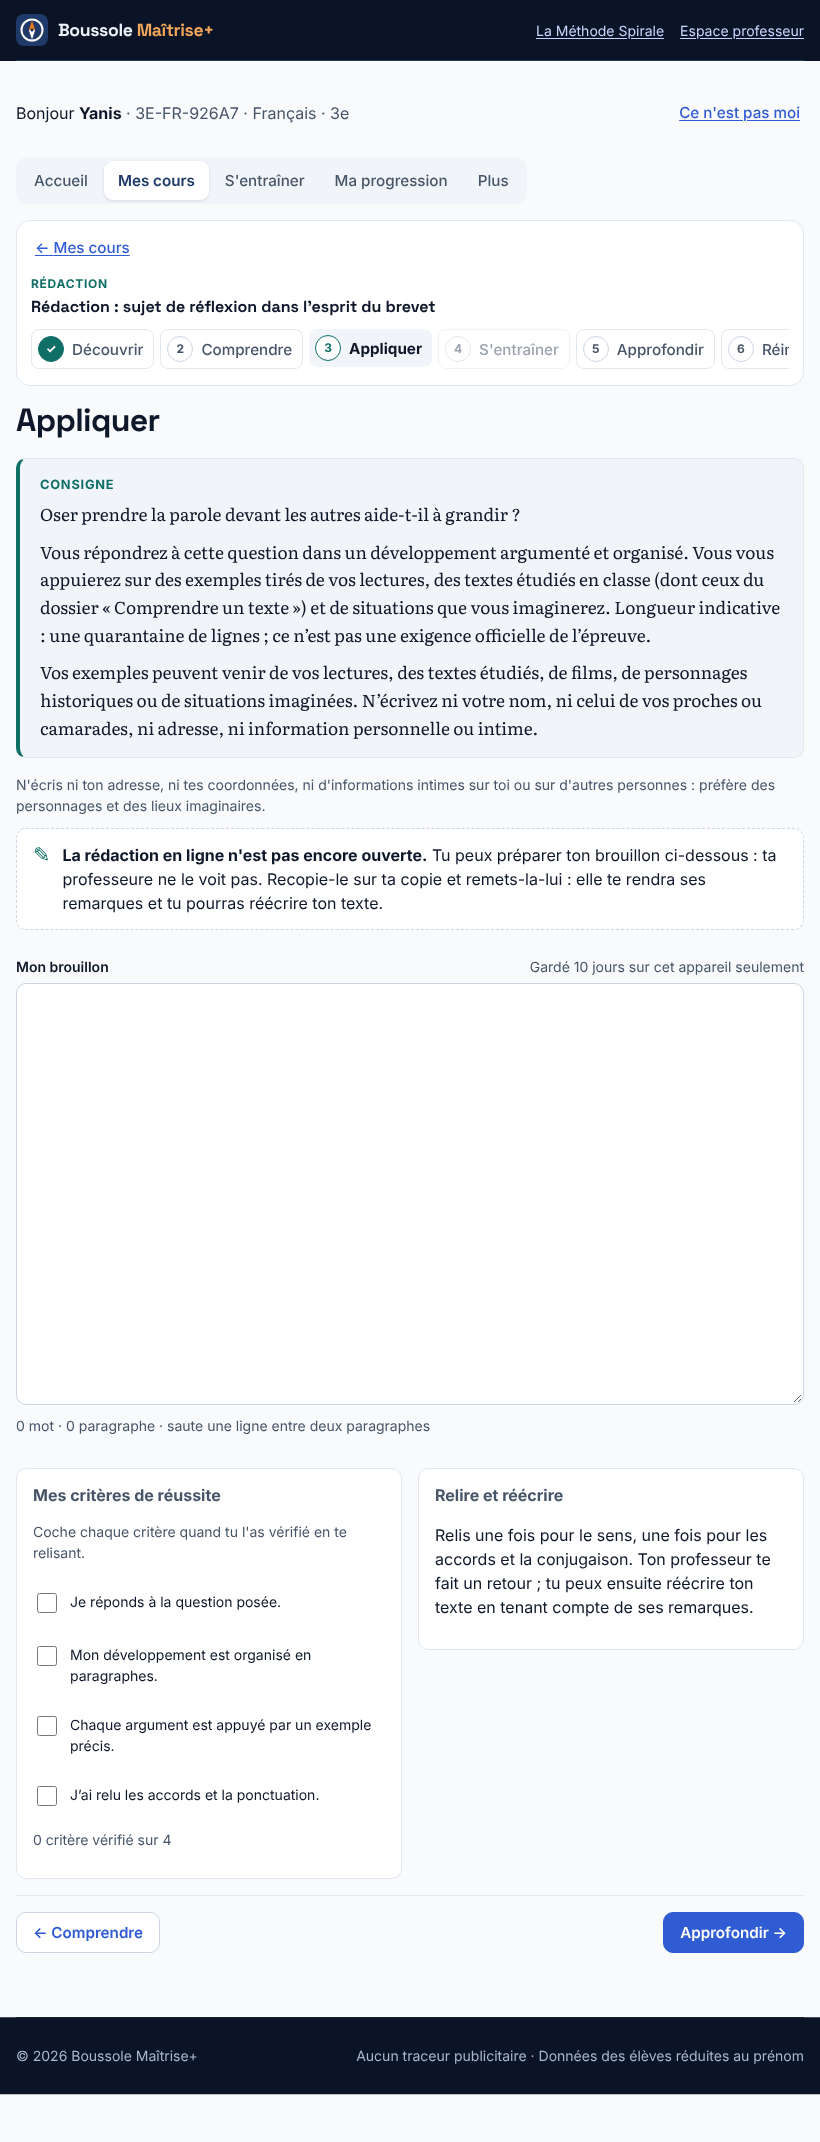 Boussole Maîtrise+
La Méthode Spirale
Espace professeur
Bonjour Yanis · 3E-FR-926A7 · Français · 3e
Ce n'est pas moi
Accueil
Mes cours
S'entraîner
Ma progression
Plus
← Mes cours
RÉDACTION
Rédaction : sujet de réflexion dans l’esprit du brevet
Découvrir
2 Comprendre
3 Appliquer
4 S'entraîner
5 Approfondir
6
Appliquer
CONSIGNE
Oser prendre la parole devant les autres aide-t-il à grandir ?
Vous répondrez à cette question dans un développement argumenté et organisé. Vous vous
appuierez sur des exemples tirés de vos lectures, des textes étudiés en classe (dont ceux du
dossier « Comprendre un texte ») et de situations que vous imaginerez. Longueur indicative
: une quarantaine de lignes ; ce n’est pas une exigence officielle de l’épreuve.
Vos exemples peuvent venir de vos lectures, des textes étudiés, de films, de personnages
historiques ou de situations imaginées. N’écrivez ni votre nom, ni celui de vos proches ou
camarades, ni adresse, ni information personnelle ou intime.
N'écris ni ton adresse, ni tes coordonnées, ni d'informations intimes sur toi ou sur d'autres personnes : préfère des
personnages et des lieux imaginaires.
La rédaction en ligne n'est pas encore ouverte. Tu peux préparer ton brouillon ci-dessous : ta
professeure ne le voit pas. Recopie-le sur ta copie et remets-la-lui : elle te rendra ses
remarques et tu pourras réécrire ton texte.
Mon brouillon
Gardé 10 jours sur cet appareil seulement
0 mot · 0 paragraphe · saute une ligne entre deux paragraphes
Mes critères de réussite
Coche chaque critère quand tu l'as vérifié en te
relisant.
Je réponds à la question posée.
Mon développement est organisé en
paragraphes.
Chaque argument est appuyé par un exemple
précis.
J’ai relu les accords et la ponctuation.
0 critère vérifié sur 4
Relire et réécrire
Relis une fois pour le sens, une fois pour les
accords et la conjugaison. Ton professeur te
fait un retour ; tu peux ensuite réécrire ton
texte en tenant compte de ses remarques.
← Comprendre
Approfondir →
© 2026 Boussole Maîtrise+
Aucun traceur publicitaire · Données des élèves réduites au prénom